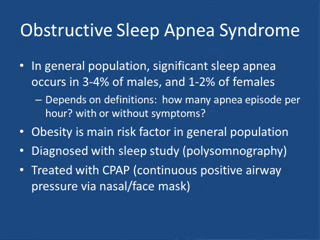 Obstructive Sleep Apnea Syndrome
• In general population, significant sleep apnea
occurs in 3-4% of males, and 1-2% of females
– Depends on definitions: how many apnea episode per
hour? with or without symptoms?
• Obesity is main risk factor in general population
• Diagnosed with sleep study (polysomnography)
• Treated with CPAP (continuous positive airway
pressure via nasal/face mask)